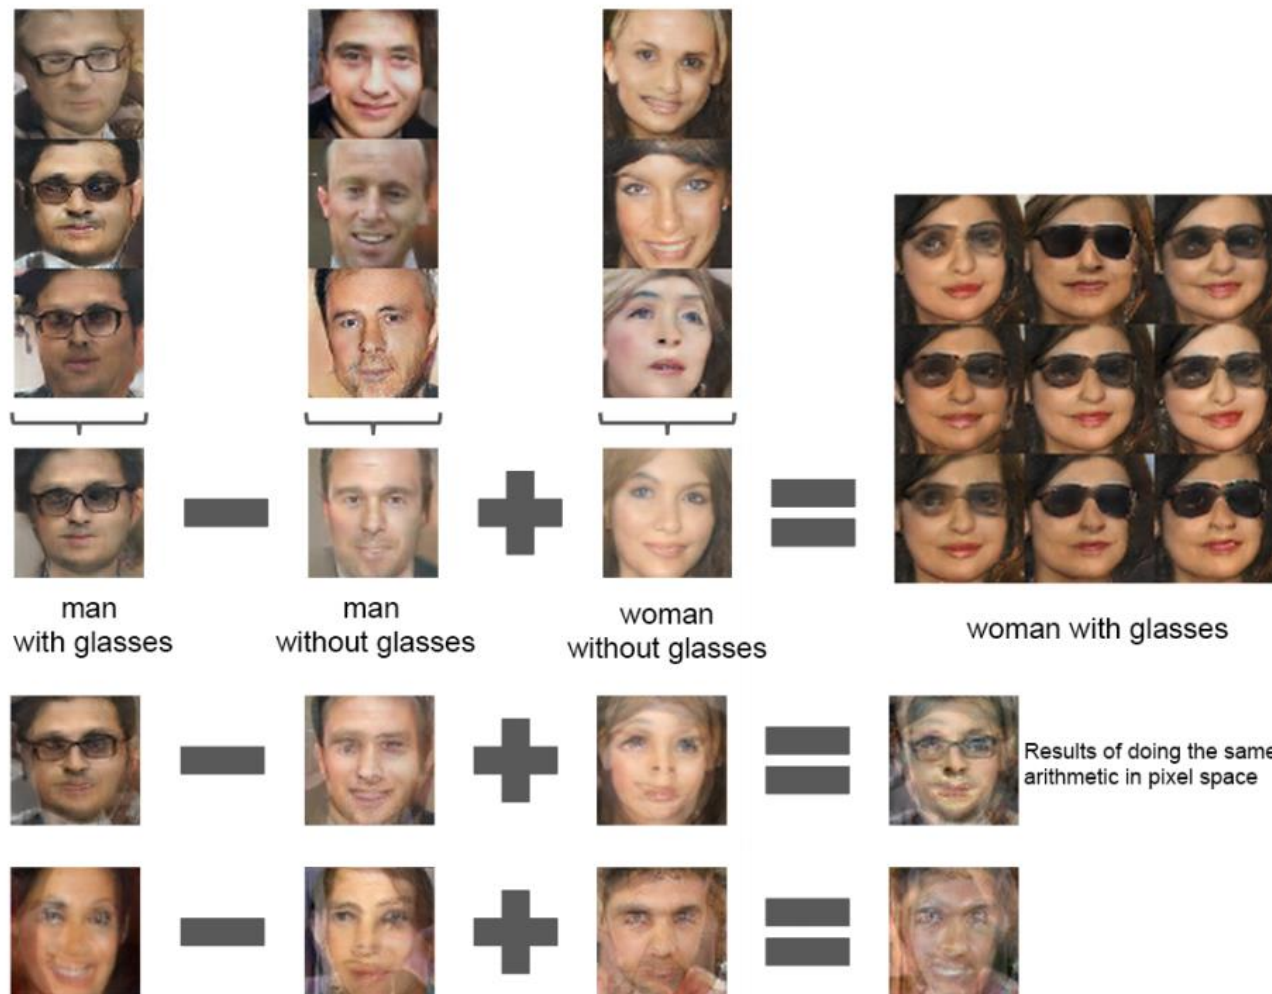 man
with glasses
man
without glasses
woman
without glasses
woman with glasses
Results of doing the same
arithmetic in pixel space